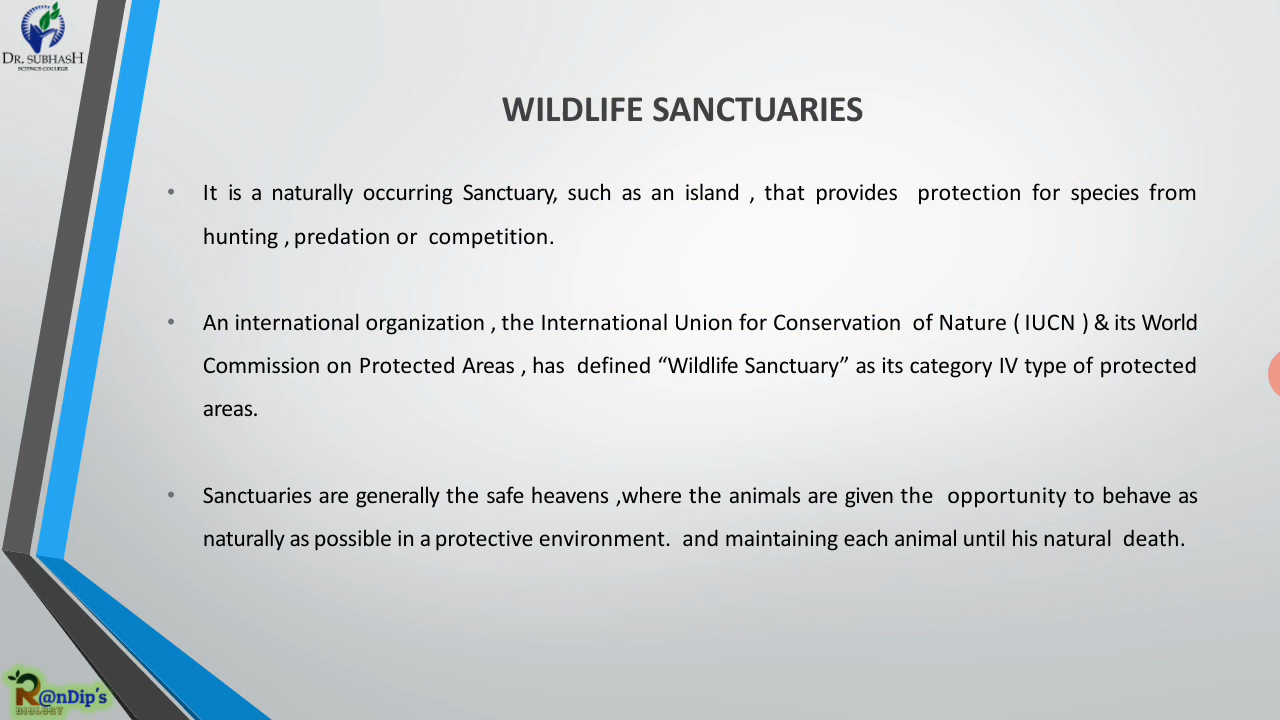 DR. SUBHASH
SCIENCE COLLEGE
WILDLIFE SANCTUARIES
• It is a naturally occurring Sanctuary, such as an island , that provides protection for species from
hunting , predation or competition.
• An international organization , the International Union for Conservation of Nature ( IUCN ) & its World
Commission on Protected Areas , has defined “Wildlife Sanctuary” as its category IV type of protected
areas.
• Sanctuaries are generally the safe heavens ,where the animals are given the opportunity to behave as
naturally as possible in a protective environment. and maintaining each animal until his natural death.
R@nDip's
BIOLOGY